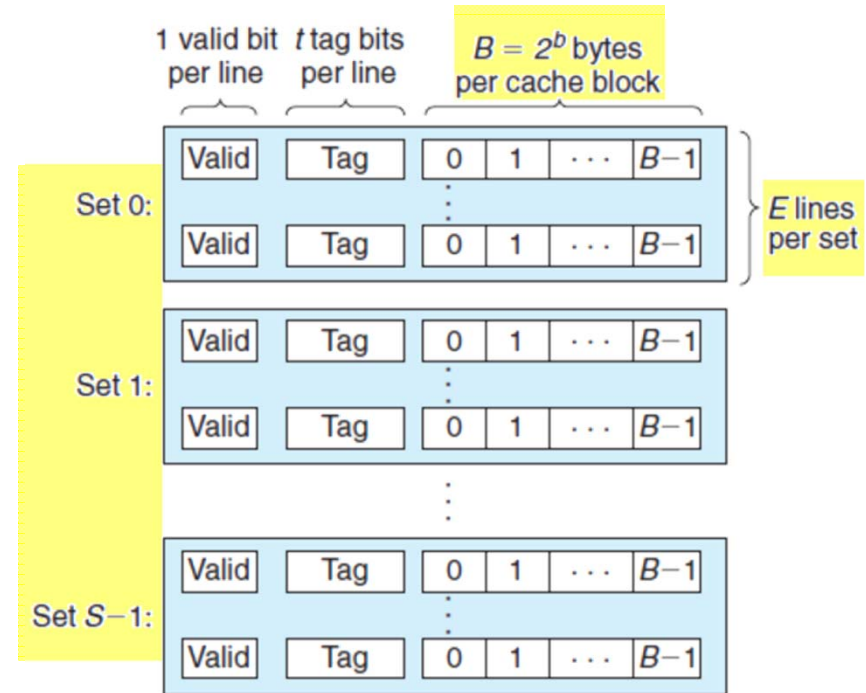 1 valid bit per line
t tag bits per line
B = 2^b bytes per cache block
Set 0:
Valid Tag 0 1 · · · B−1
Valid Tag 0 1 · · · B−1
E lines per set
Set 1:
Valid Tag 0 1 · · · B−1
Valid Tag 0 1 · · · B−1
Set S−1:
Valid Tag 0 1 · · · B−1
Valid Tag 0 1 · · · B−1